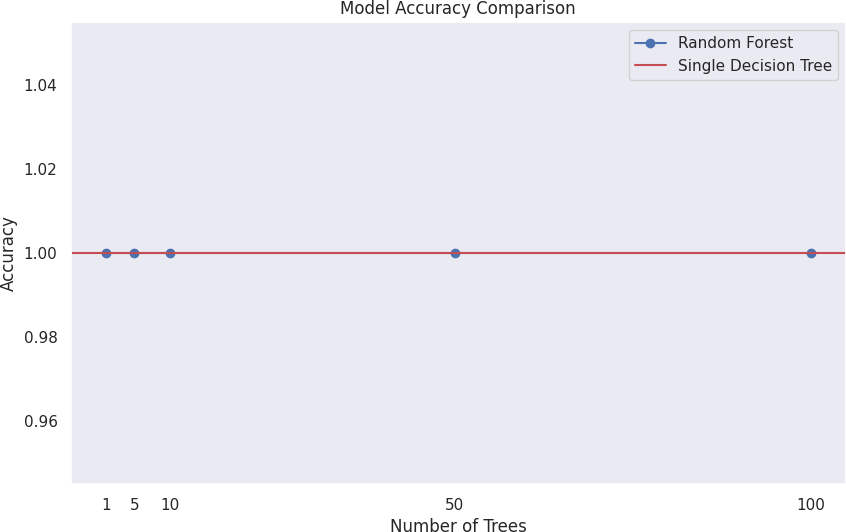 Model Accuracy Comparison
Random Forest
Single Decision Tree
1.04
1.02
1.00
0.98
0.96
Accuracy
1 5 10 50 100
Number of Trees